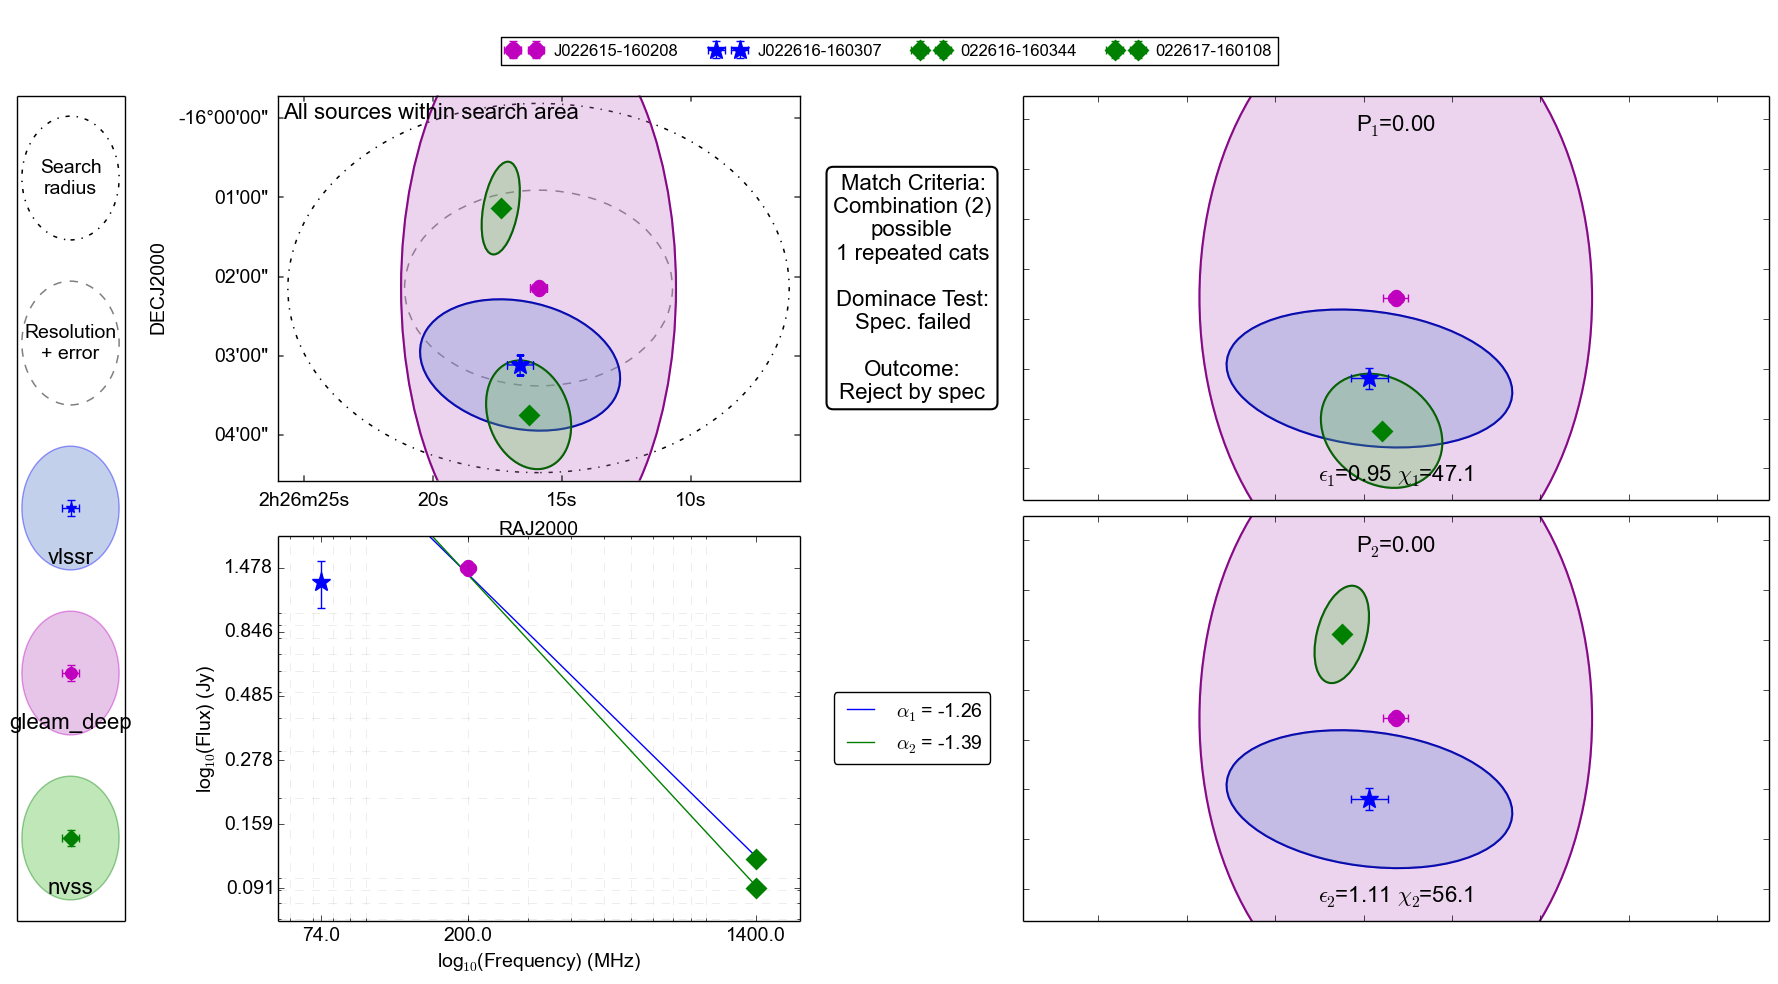 J022615-160208 J022616-160307 022616-160344 022617-160108
Search
radius
Resolution
+ error
vlssr
gleam_deep
nvss
All sources within search area
DECJ2000
-16°00'00"
01'00"
02'00"
03'00"
04'00"
2h26m25s 20s 15s 10s
RAJ2000
Match Criteria:
Combination (2)
possible
1 repeated cats
Dominace Test:
Spec. failed
Outcome:
Reject by spec
P1=0.00
ϵ1=0.95 χ1=47.1
log10(Flux) (Jy)
1.478
0.846
0.485
0.278
0.159
0.091
74.0 200.0 1400.0
log10(Frequency) (MHz)
α1 = -1.26
α2 = -1.39
P2=0.00
ϵ2=1.11 χ2=56.1